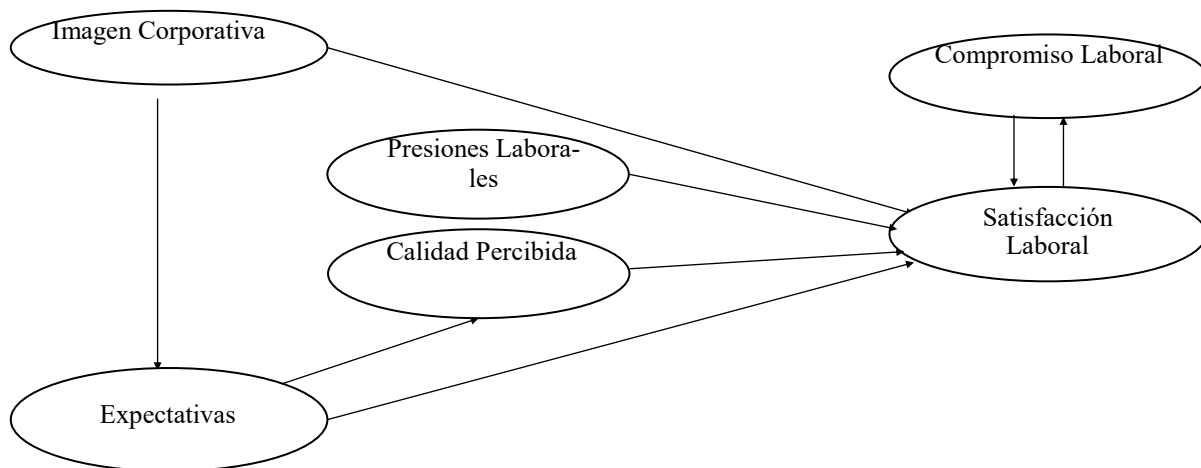 Imagen Corporativa
Compromiso Laboral
Presiones Labora-
les
Satisfacción
Laboral
Calidad Percibida
Expectativas